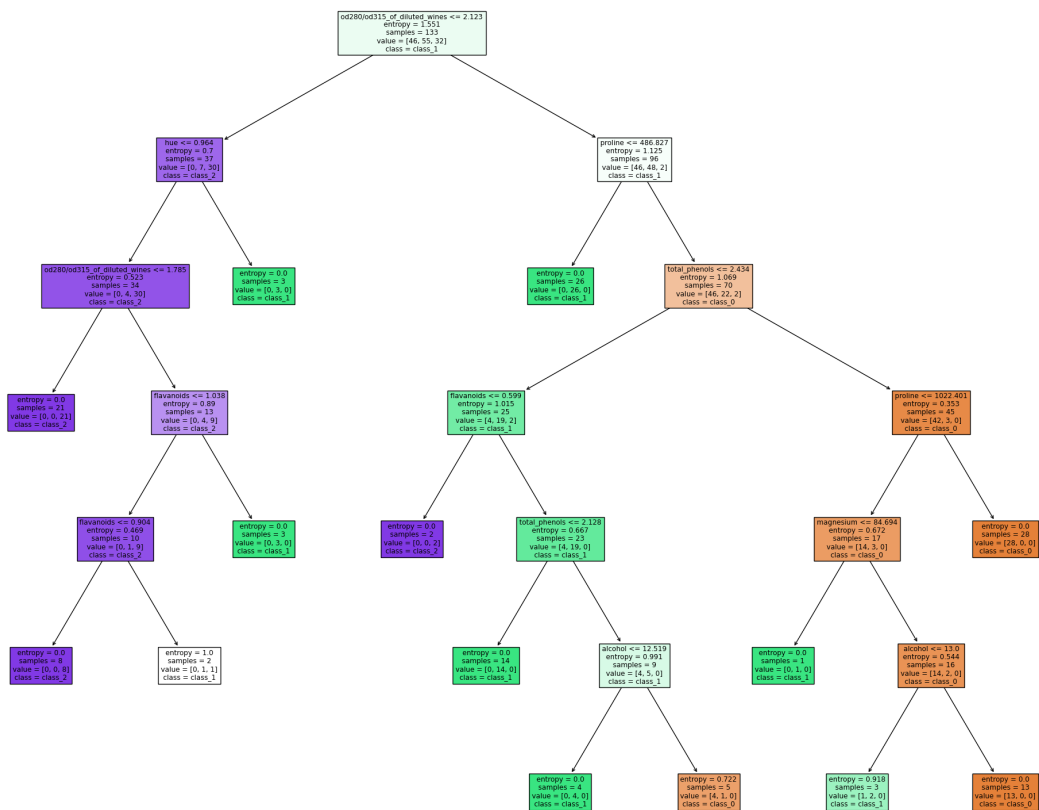 od280/od315_of_diluted_wines <= 2.123
entropy = 1.551
samples = 133
value = [46, 55, 32]
class = class_1
hue <= 0.964
entropy = 0.7
samples = 37
value = [0, 7, 30]
class = class_2
proline <= 486.827
entropy = 1.125
samples = 96
value = [46, 48, 2]
class = class_1
od280/od315_of_diluted_wines <= 1.785
entropy = 0.523
samples = 34
value = [0, 4, 30]
class = class_2
entropy = 0.0
samples = 3
value = [0, 3, 0]
class = class_1
entropy = 0.0
samples = 26
value = [0, 26, 0]
class = class_1
total_phenols <= 2.434
entropy = 1.069
samples = 70
value = [46, 22, 2]
class = class_0
entropy = 0.0
samples = 21
value = [0, 0, 21]
class = class_2
flavanoids <= 1.038
entropy = 0.89
samples = 13
value = [0, 4, 9]
class = class_2
flavanoids <= 0.599
entropy = 1.015
samples = 25
value = [4, 19, 2]
class = class_1
proline <= 1022.401
entropy = 0.353
samples = 45
value = [42, 3, 0]
class = class_0
flavanoids <= 0.904
entropy = 0.469
samples = 10
value = [0, 1, 9]
class = class_2
entropy = 0.0
samples = 3
value = [0, 3, 0]
class = class_1
entropy = 0.0
samples = 2
value = [0, 0, 2]
class = class_2
total_phenols <= 2.128
entropy = 0.667
samples = 23
value = [4, 19, 0]
class = class_1
magnesium <= 84.694
entropy = 0.672
samples = 17
value = [14, 3, 0]
class = class_0
entropy = 0.0
samples = 28
value = [28, 0, 0]
class = class_0
entropy = 0.0
samples = 8
value = [0, 0, 8]
class = class_2
entropy = 1.0
samples = 2
value = [0, 1, 1]
class = class_1
entropy = 0.0
samples = 14
value = [0, 14, 0]
class = class_1
alcohol <= 12.519
entropy = 0.991
samples = 9
value = [4, 5, 0]
class = class_1
entropy = 0.0
samples = 1
value = [0, 1, 0]
class = class_1
alcohol <= 13.0
entropy = 0.544
samples = 16
value = [14, 2, 0]
class = class_0
entropy = 0.0
samples = 4
value = [0, 4, 0]
class = class_1
entropy = 0.722
samples = 5
value = [4, 1, 0]
class = class_0
entropy = 0.918
samples = 3
value = [1, 2, 0]
class = class_1
entropy = 0.0
samples = 13
value = [13, 0, 0]
class = class_0